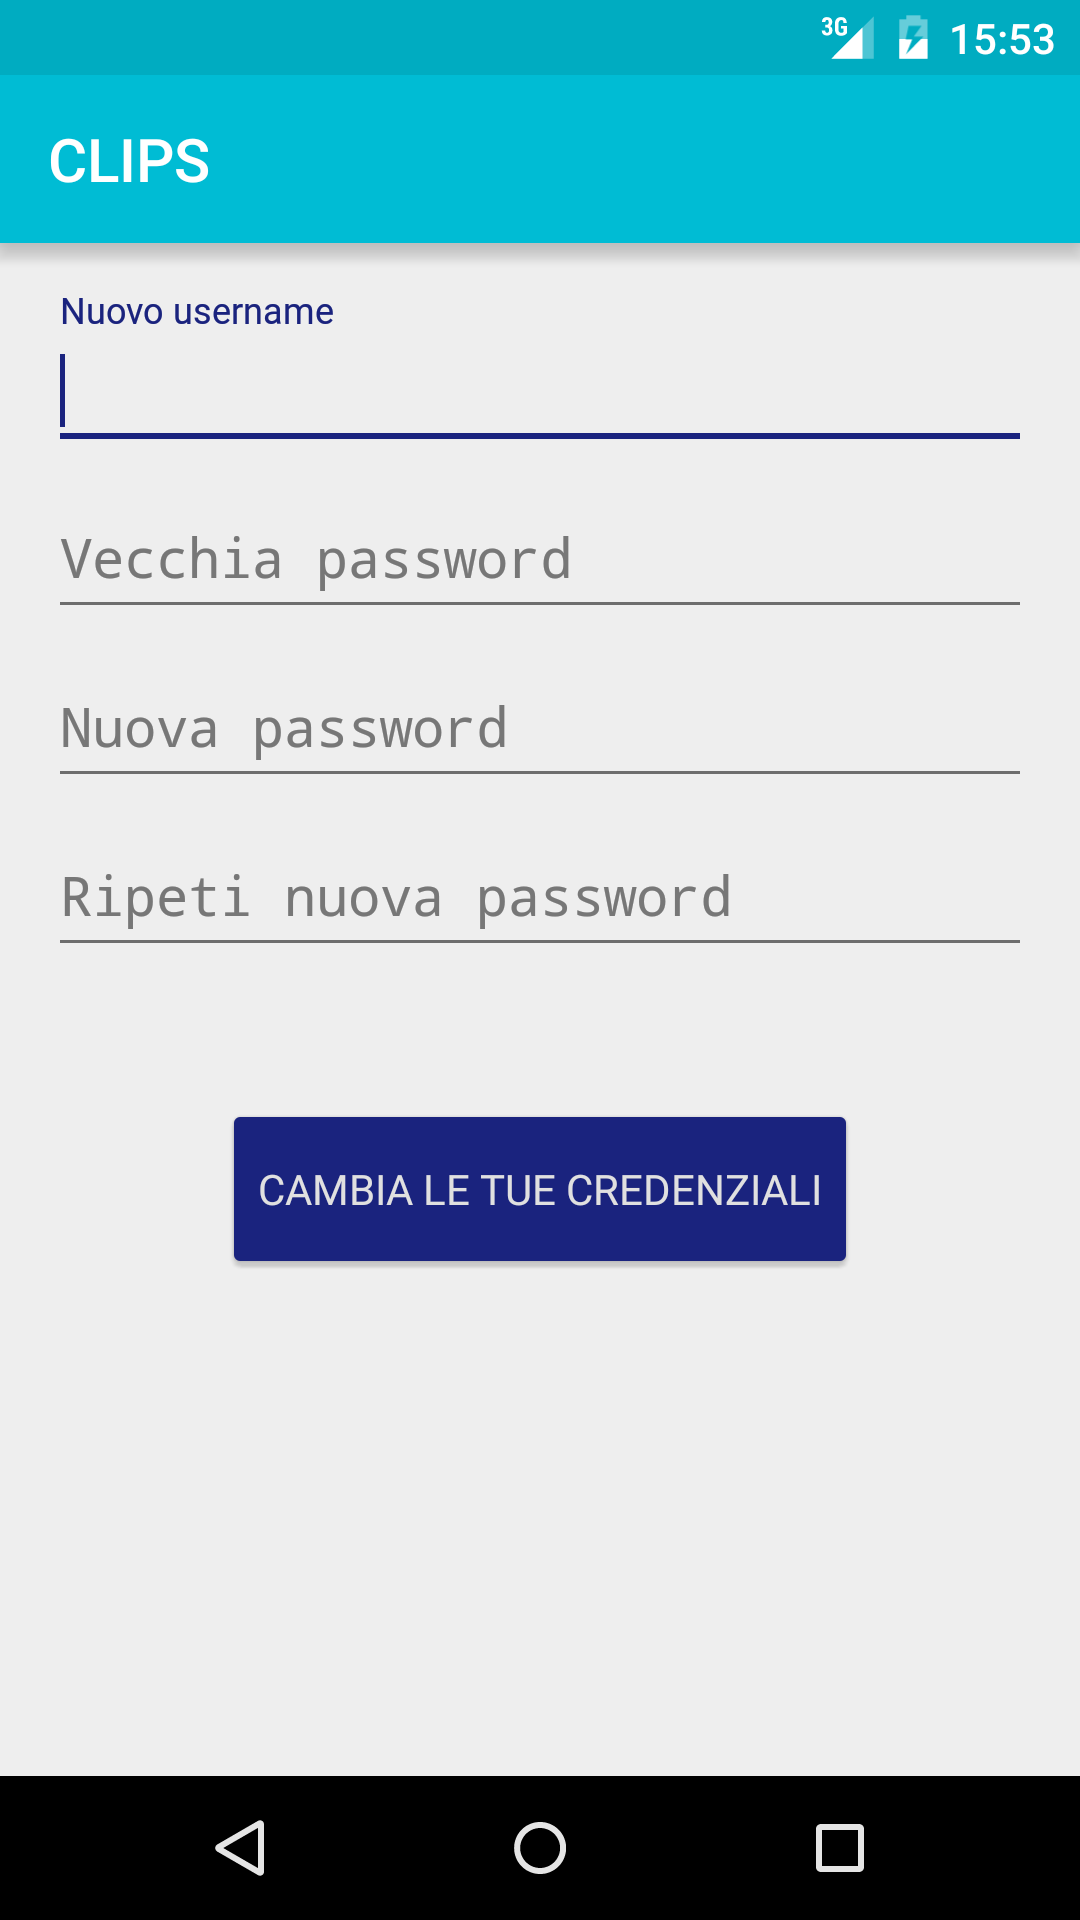 3G 15:53
CLIPS
Nuovo username
Vecchia password
Nuova password
Ripeti nuova password
CAMBIA LE TUE CREDENZIALI